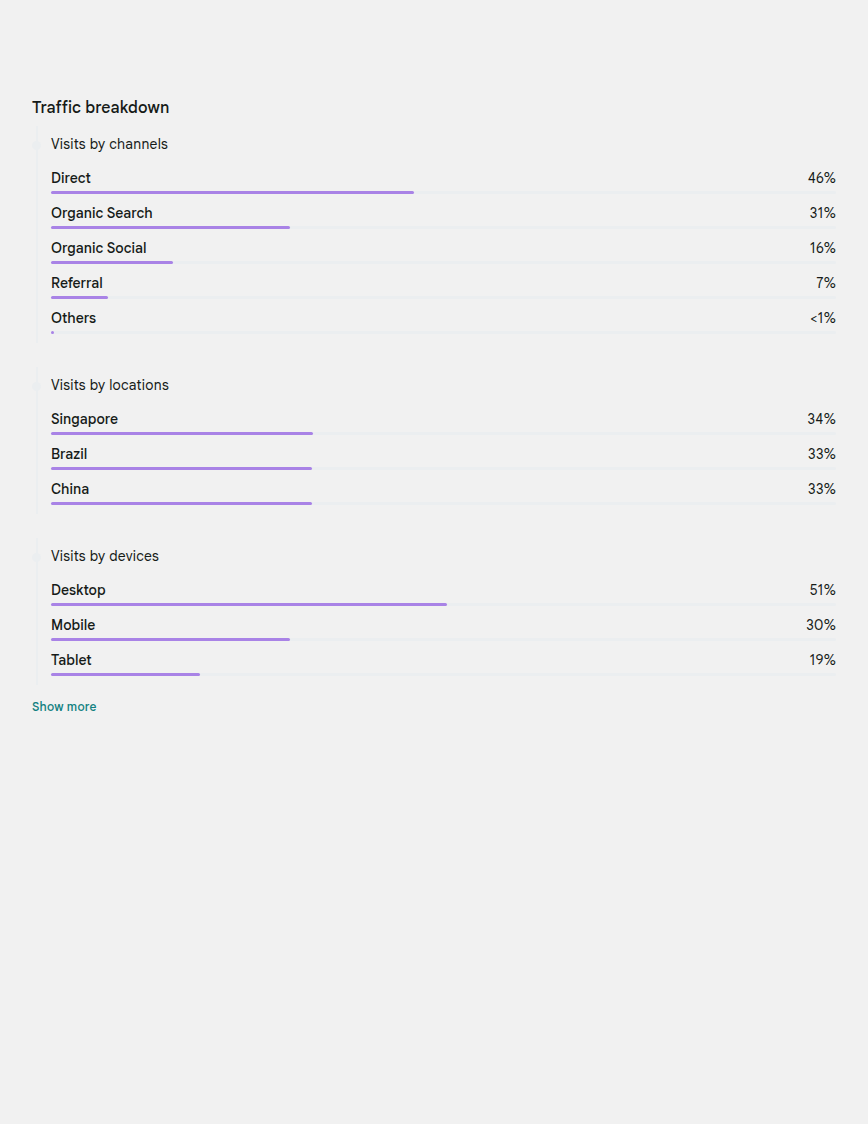 Traffic breakdown
Visits by channels
Direct 46%
Organic Search 31%
Organic Social 16%
Referral 7%
Others <1%
Visits by locations
Singapore 34%
Brazil 33%
China 33%
Visits by devices
Desktop 51%
Mobile 30%
Tablet 19%
Show more